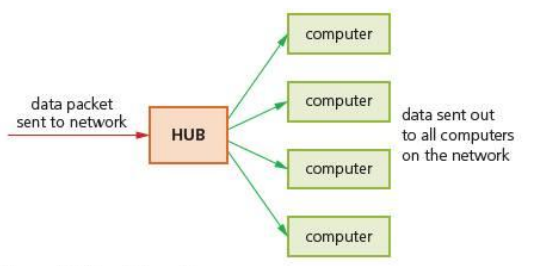 computer
computer
data packet
sent to network
HUB
data sent out
to all computers
on the network
computer
computer